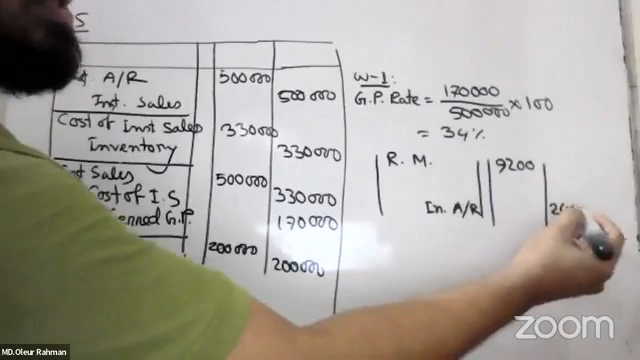 S
A/R 500000
Inst. Sales 500000
Cost of Inst Sales 330000
Inventory 330000
Sales 500000
Cost of I.S 330000
G.P 170000
200000
200000
W-1:
G.P. Rate = 170000 / 500000 × 100
= 34%
R.M. 9200
In. A/R
zoom
MD.Oleur Rahman